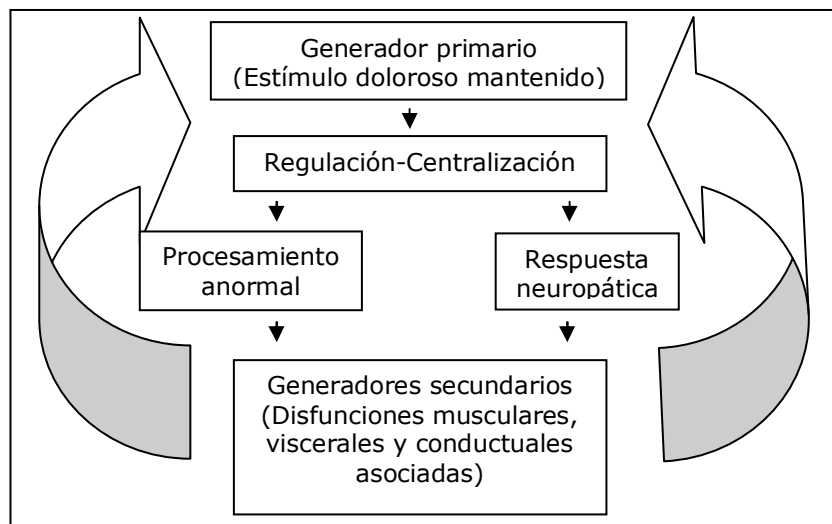 Generador primario
(Estímulo doloroso mantenido)
Regulación-Centralización
Procesamiento
anormal
Respuesta
neuropática
Generadores secundarios
(Disfunciones musculares,
viscerales y conductuales
asociadas)